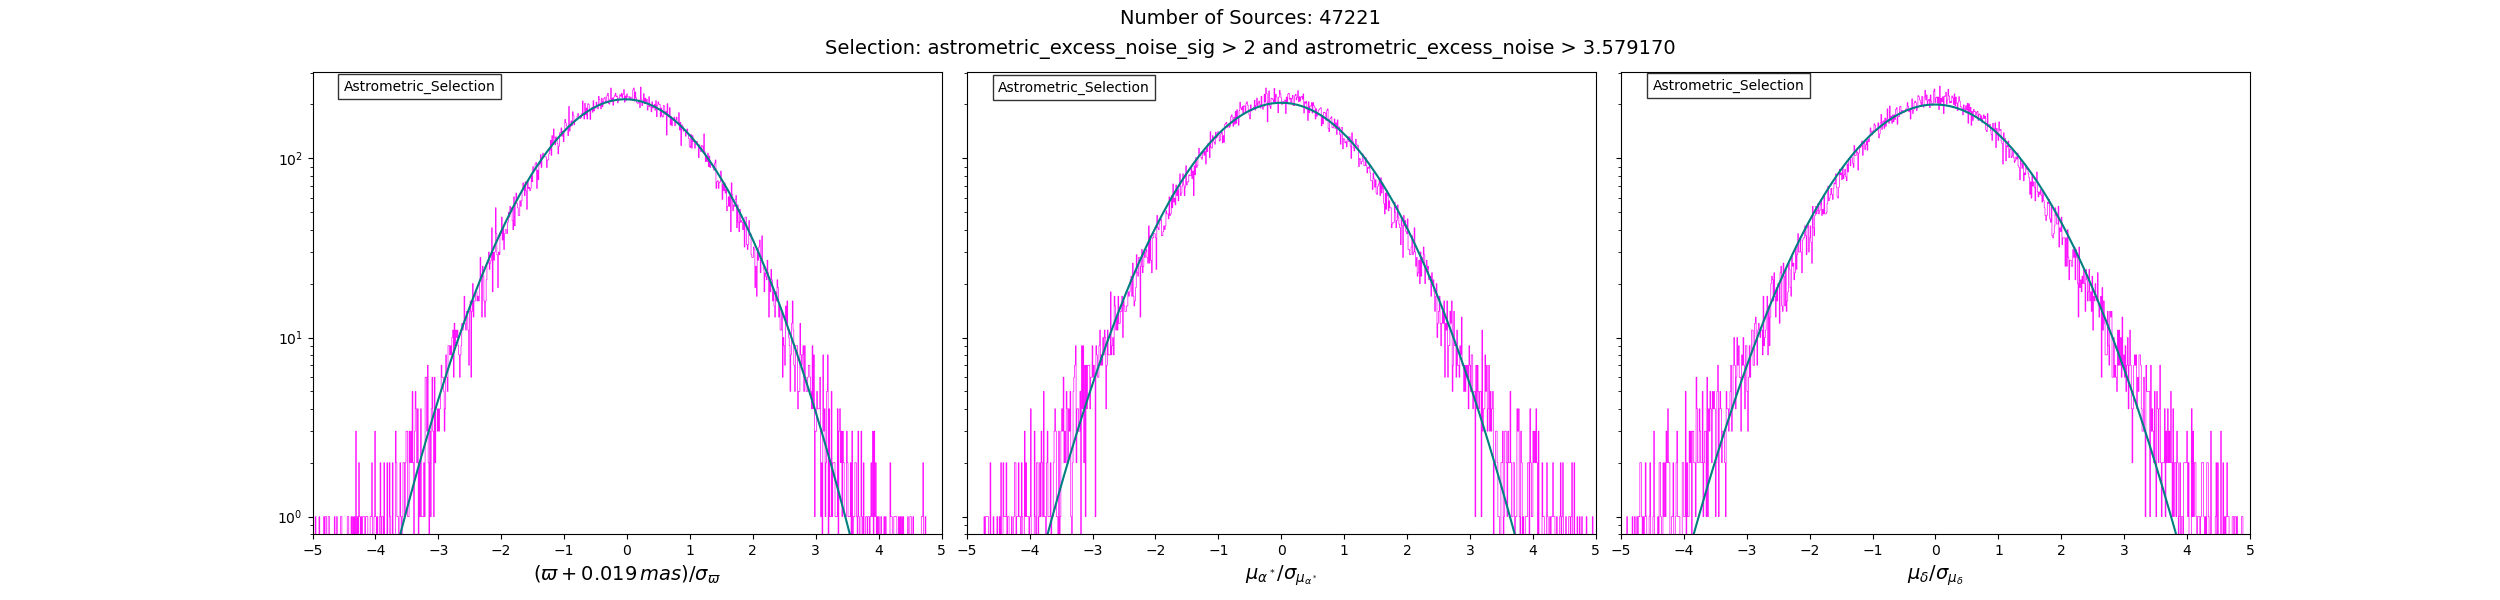 Number of Sources: 47221
Selection: astrometric_excess_noise_sig > 2 and astrometric_excess_noise > 3.579170
Astrometric_Selection
Astrometric_Selection
Astrometric_Selection
10²
10¹
10⁰
−5 −4 −3 −2 −1 0 1 2 3 4 5
−5 −4 −3 −2 −1 0 1 2 3 4 5
−5 −4 −3 −2 −1 0 1 2 3 4 5
(ϖ + 0.019 mas)/σ_ϖ
μ_α*/σ_μ_α*
μ_δ/σ_μ_δ